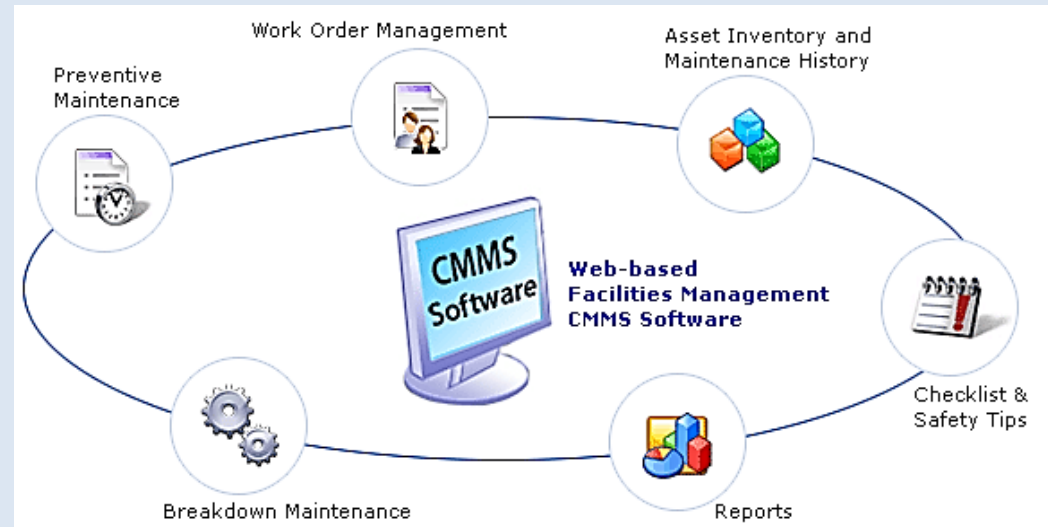 Work Order Management
Asset Inventory and
Maintenance History
Preventive
Maintenance
CMMS
Software
Web-based
Facilities Management
CMMS Software
Checklist &
Safety Tips
Breakdown Maintenance
Reports